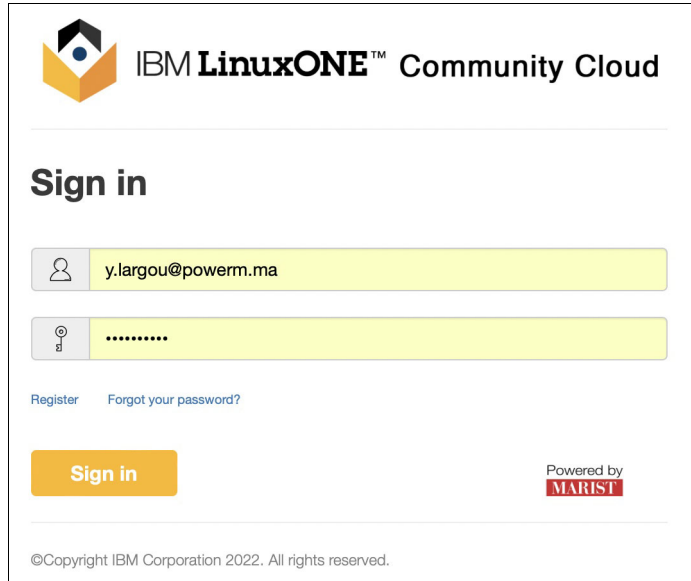 IBM LinuxONE™ Community Cloud
Sign in
y.largou@powerm.ma
••••••••••
Register Forgot your password?
Sign in
Powered by
MARIST
©Copyright IBM Corporation 2022. All rights reserved.